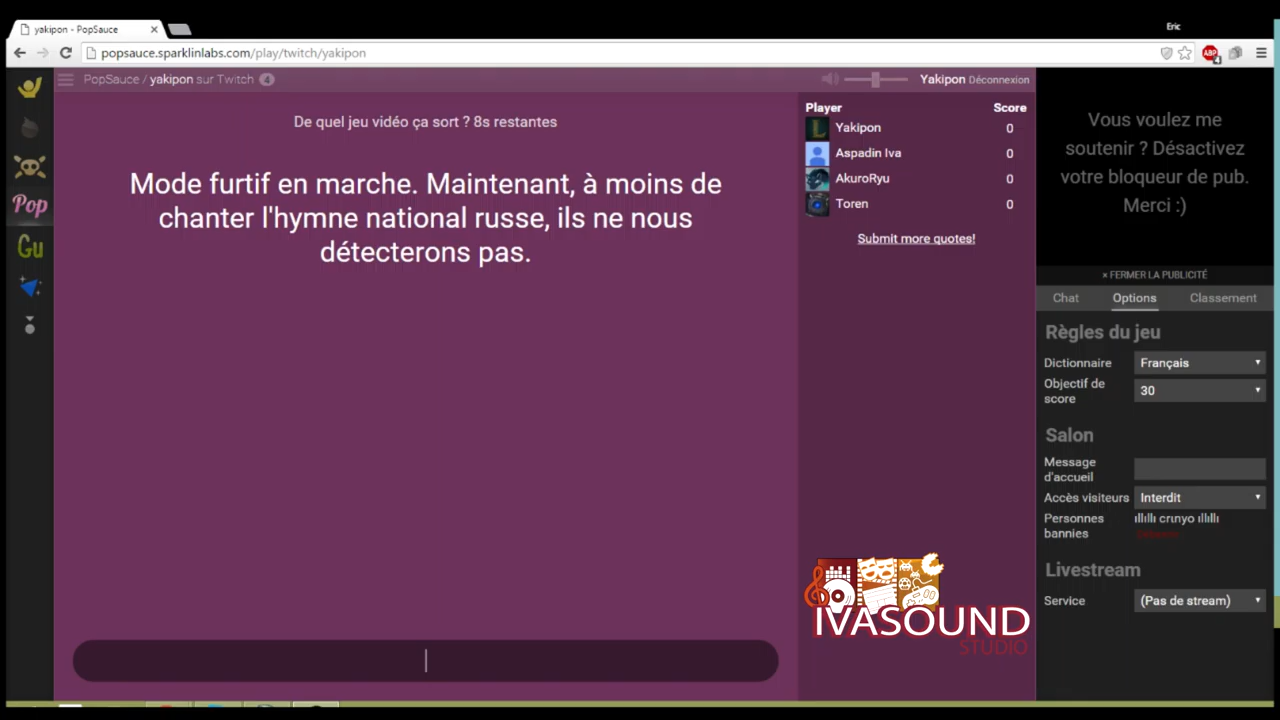 yakipon - PopSauce
Eric
popsauce.sparklinlabs.com/play/twitch/yakipon
ABP
4
PopSauce / yakipon sur Twitch 4
Yakipon Déconnexion
Pop
Gu
De quel jeu vidéo ça sort ? 8s restantes
Mode furtif en marche. Maintenant, à moins de
chanter l'hymne national russe, ils ne nous
détecterons pas.
Player Score
Yakipon 0
Aspadin Iva 0
AkuroRyu 0
Toren 0
Submit more quotes!
IVASOUND
STUDIO
Vous voulez me
soutenir ? Désactivez
votre bloqueur de pub.
Merci :)
× FERMER LA PUBLICITÉ
Chat Options Classement
Règles du jeu
Dictionnaire Français
Objectif de
score 30
Salon
Message
d'accueil
Accès visiteurs Interdit
Personnes
bannies
ıllıllı crunyo ıllıllı
Livestream
Service (Pas de stream)